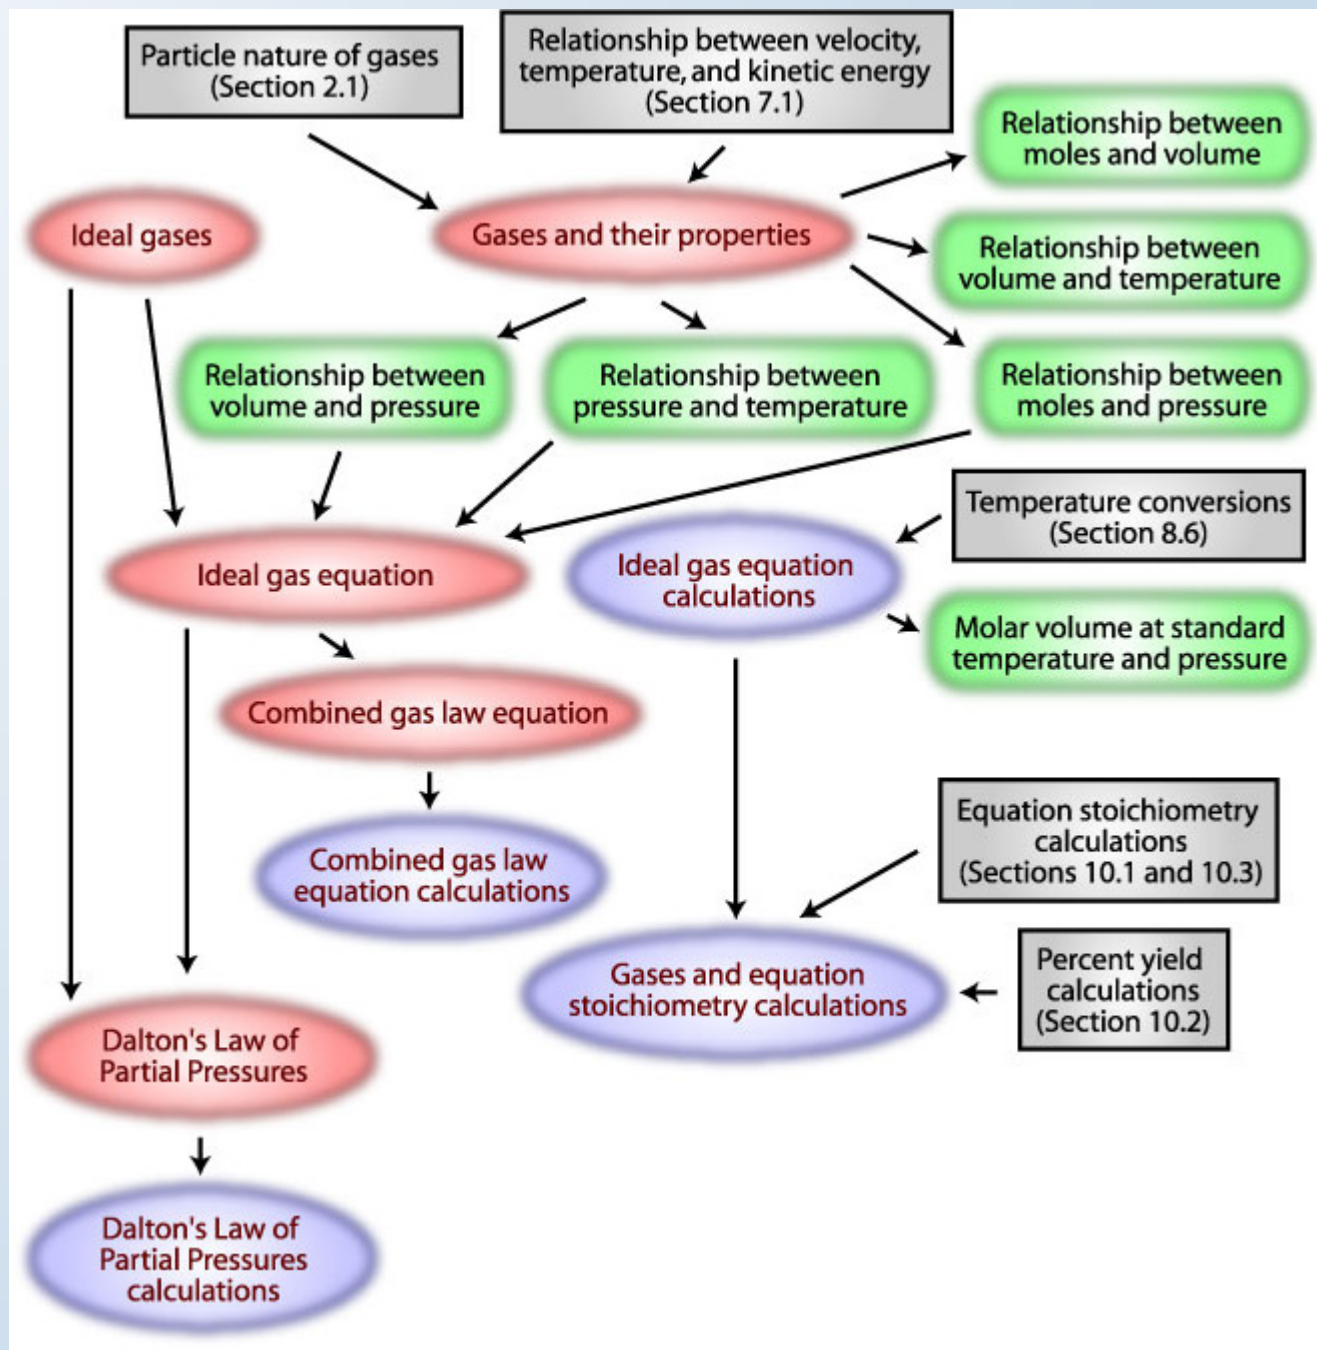 Particle nature of gases
(Section 2.1)
Relationship between velocity,
temperature, and kinetic energy
(Section 7.1)
Relationship between
moles and volume
Ideal gases
Gases and their properties
Relationship between
volume and temperature
Relationship between
volume and pressure
Relationship between
pressure and temperature
Relationship between
moles and pressure
Temperature conversions
(Section 8.6)
Ideal gas equation
Ideal gas equation
calculations
Molar volume at standard
temperature and pressure
Combined gas law equation
Equation stoichiometry
calculations
(Sections 10.1 and 10.3)
Combined gas law
equation calculations
Gases and equation
stoichiometry calculations
Percent yield
calculations
(Section 10.2)
Dalton's Law of
Partial Pressures
Dalton's Law of
Partial Pressures
calculations